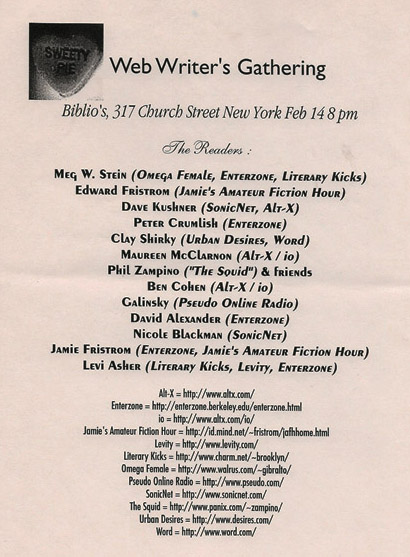 SWEETY
PIE
Web Writer's Gathering
Biblio's, 317 Church Street New York Feb 14 8 pm
The Readers :
Meg W. Stein (Omega Female, Enterzone, Literary Kicks)
Edward Fristrom (Jamie's Amateur Fiction Hour)
Dave Kushner (SonicNet, Alt-X)
Peter Crumlish (Enterzone)
Clay Shirky (Urban Desires, Word)
Maureen McClarnon (Alt-X / io)
Phil Zampino ("The Squid") & friends
Ben Cohen (Alt-X / io)
Galinsky (Pseudo Online Radio)
David Alexander (Enterzone)
Nicole Blackman (SonicNet)
Jamie Fristrom (Enterzone, Jamie's Amateur Fiction Hour)
Levi Asher (Literary Kicks, Levity, Enterzone)
Alt-X = http://www.altx.com/
Enterzone = http://enterzone.berkeley.edu/enterzone.html
io = http://www.altx.com/io/
Jamie's Amateur Fiction Hour = http://id.mind.net/~fristrom/jafhhome.html
Levity = http://www.levity.com/
Literary Kicks = http://www.charm.net/~brooklyn/
Omega Female = http://www.walrus.com/~gibralto/
Pseudo Online Radio = http://www.pseudo.com/
SonicNet = http://www.sonicnet.com/
The Squid = http://www.panix.com/~zampino/
Urban Desires = http://www.desires.com/
Word = http://www.word.com/